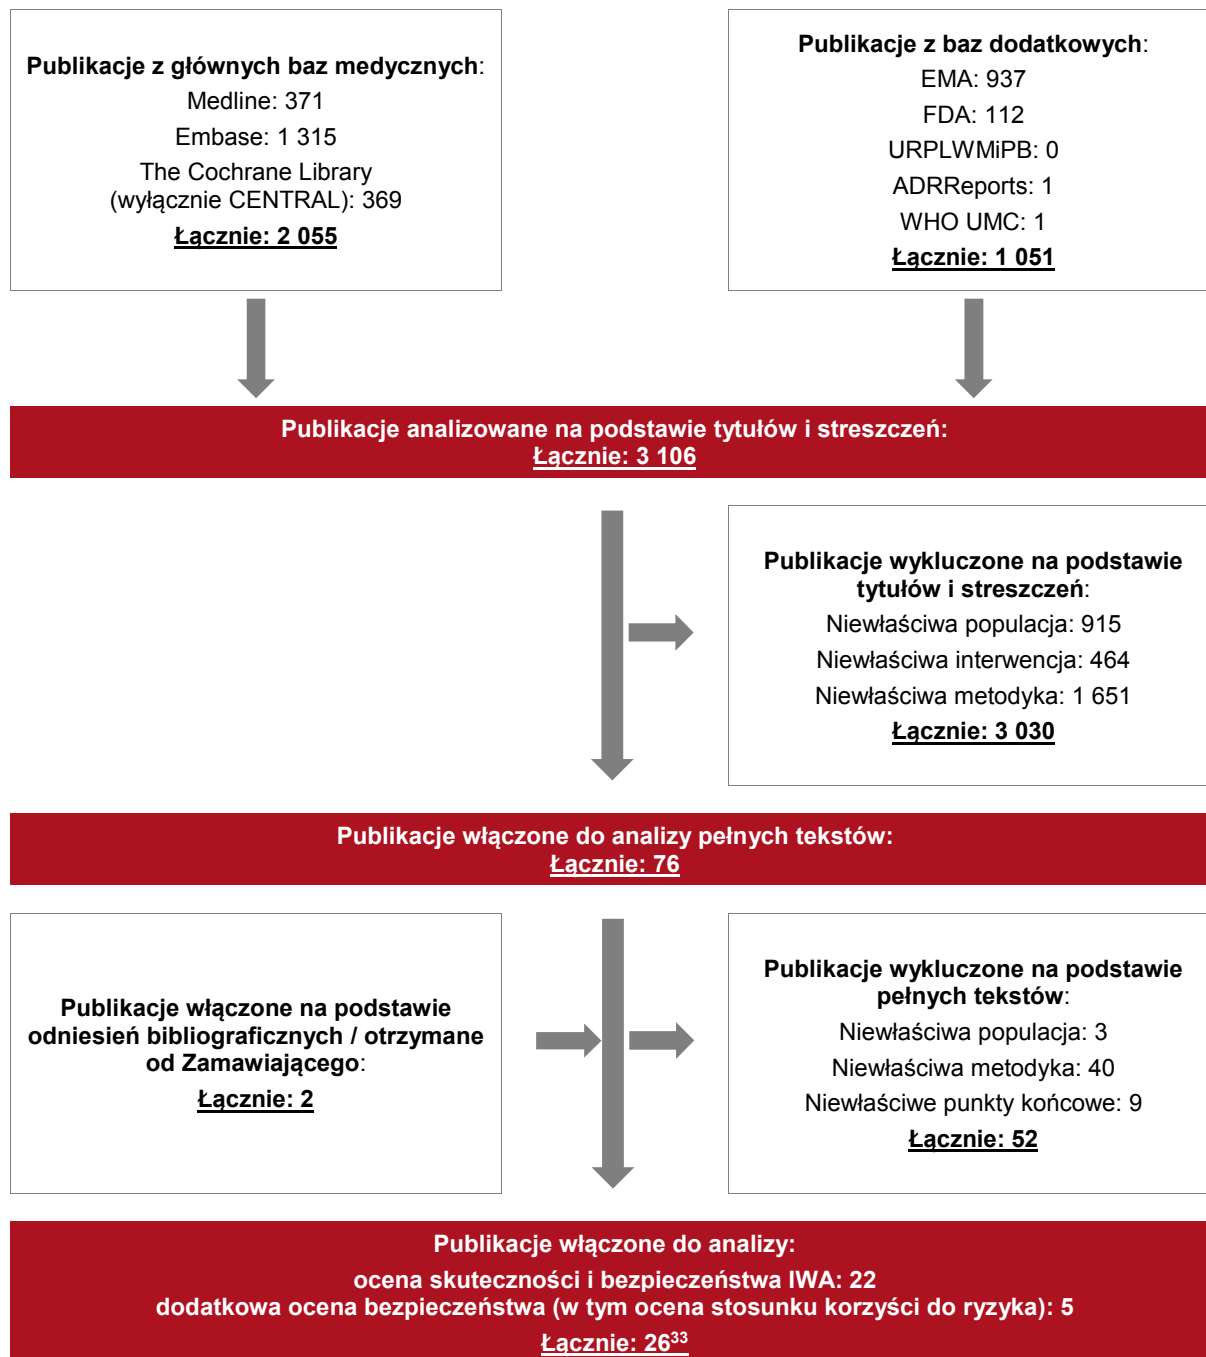 Publikacje z głównych baz medycznych:
Medline: 371
Embase: 1 315
The Cochrane Library
(wyłącznie CENTRAL): 369
Łącznie: 2 055
Publikacje z baz dodatkowych:
EMA: 937
FDA: 112
URPLWMiPB: 0
ADRReports: 1
WHO UMC: 1
Łącznie: 1 051
Publikacje analizowane na podstawie tytułów i streszczeń:
Łącznie: 3 106
Publikacje wykluczone na podstawie
tytułów i streszczeń:
Niewłaściwa populacja: 915
Niewłaściwa interwencja: 464
Niewłaściwa metodyka: 1 651
Łącznie: 3 030
Publikacje włączone do analizy pełnych tekstów:
Łącznie: 76
Publikacje włączone na podstawie
odniesień bibliograficznych / otrzymane
od Zamawiającego:
Łącznie: 2
Publikacje wykluczone na podstawie
pełnych tekstów:
Niewłaściwa populacja: 3
Niewłaściwa metodyka: 40
Niewłaściwe punkty końcowe: 9
Łącznie: 52
Publikacje włączone do analizy:
ocena skuteczności i bezpieczeństwa IWA: 22
dodatkowa ocena bezpieczeństwa (w tym ocena stosunku korzyści do ryzyka): 5
Łącznie: 26³³